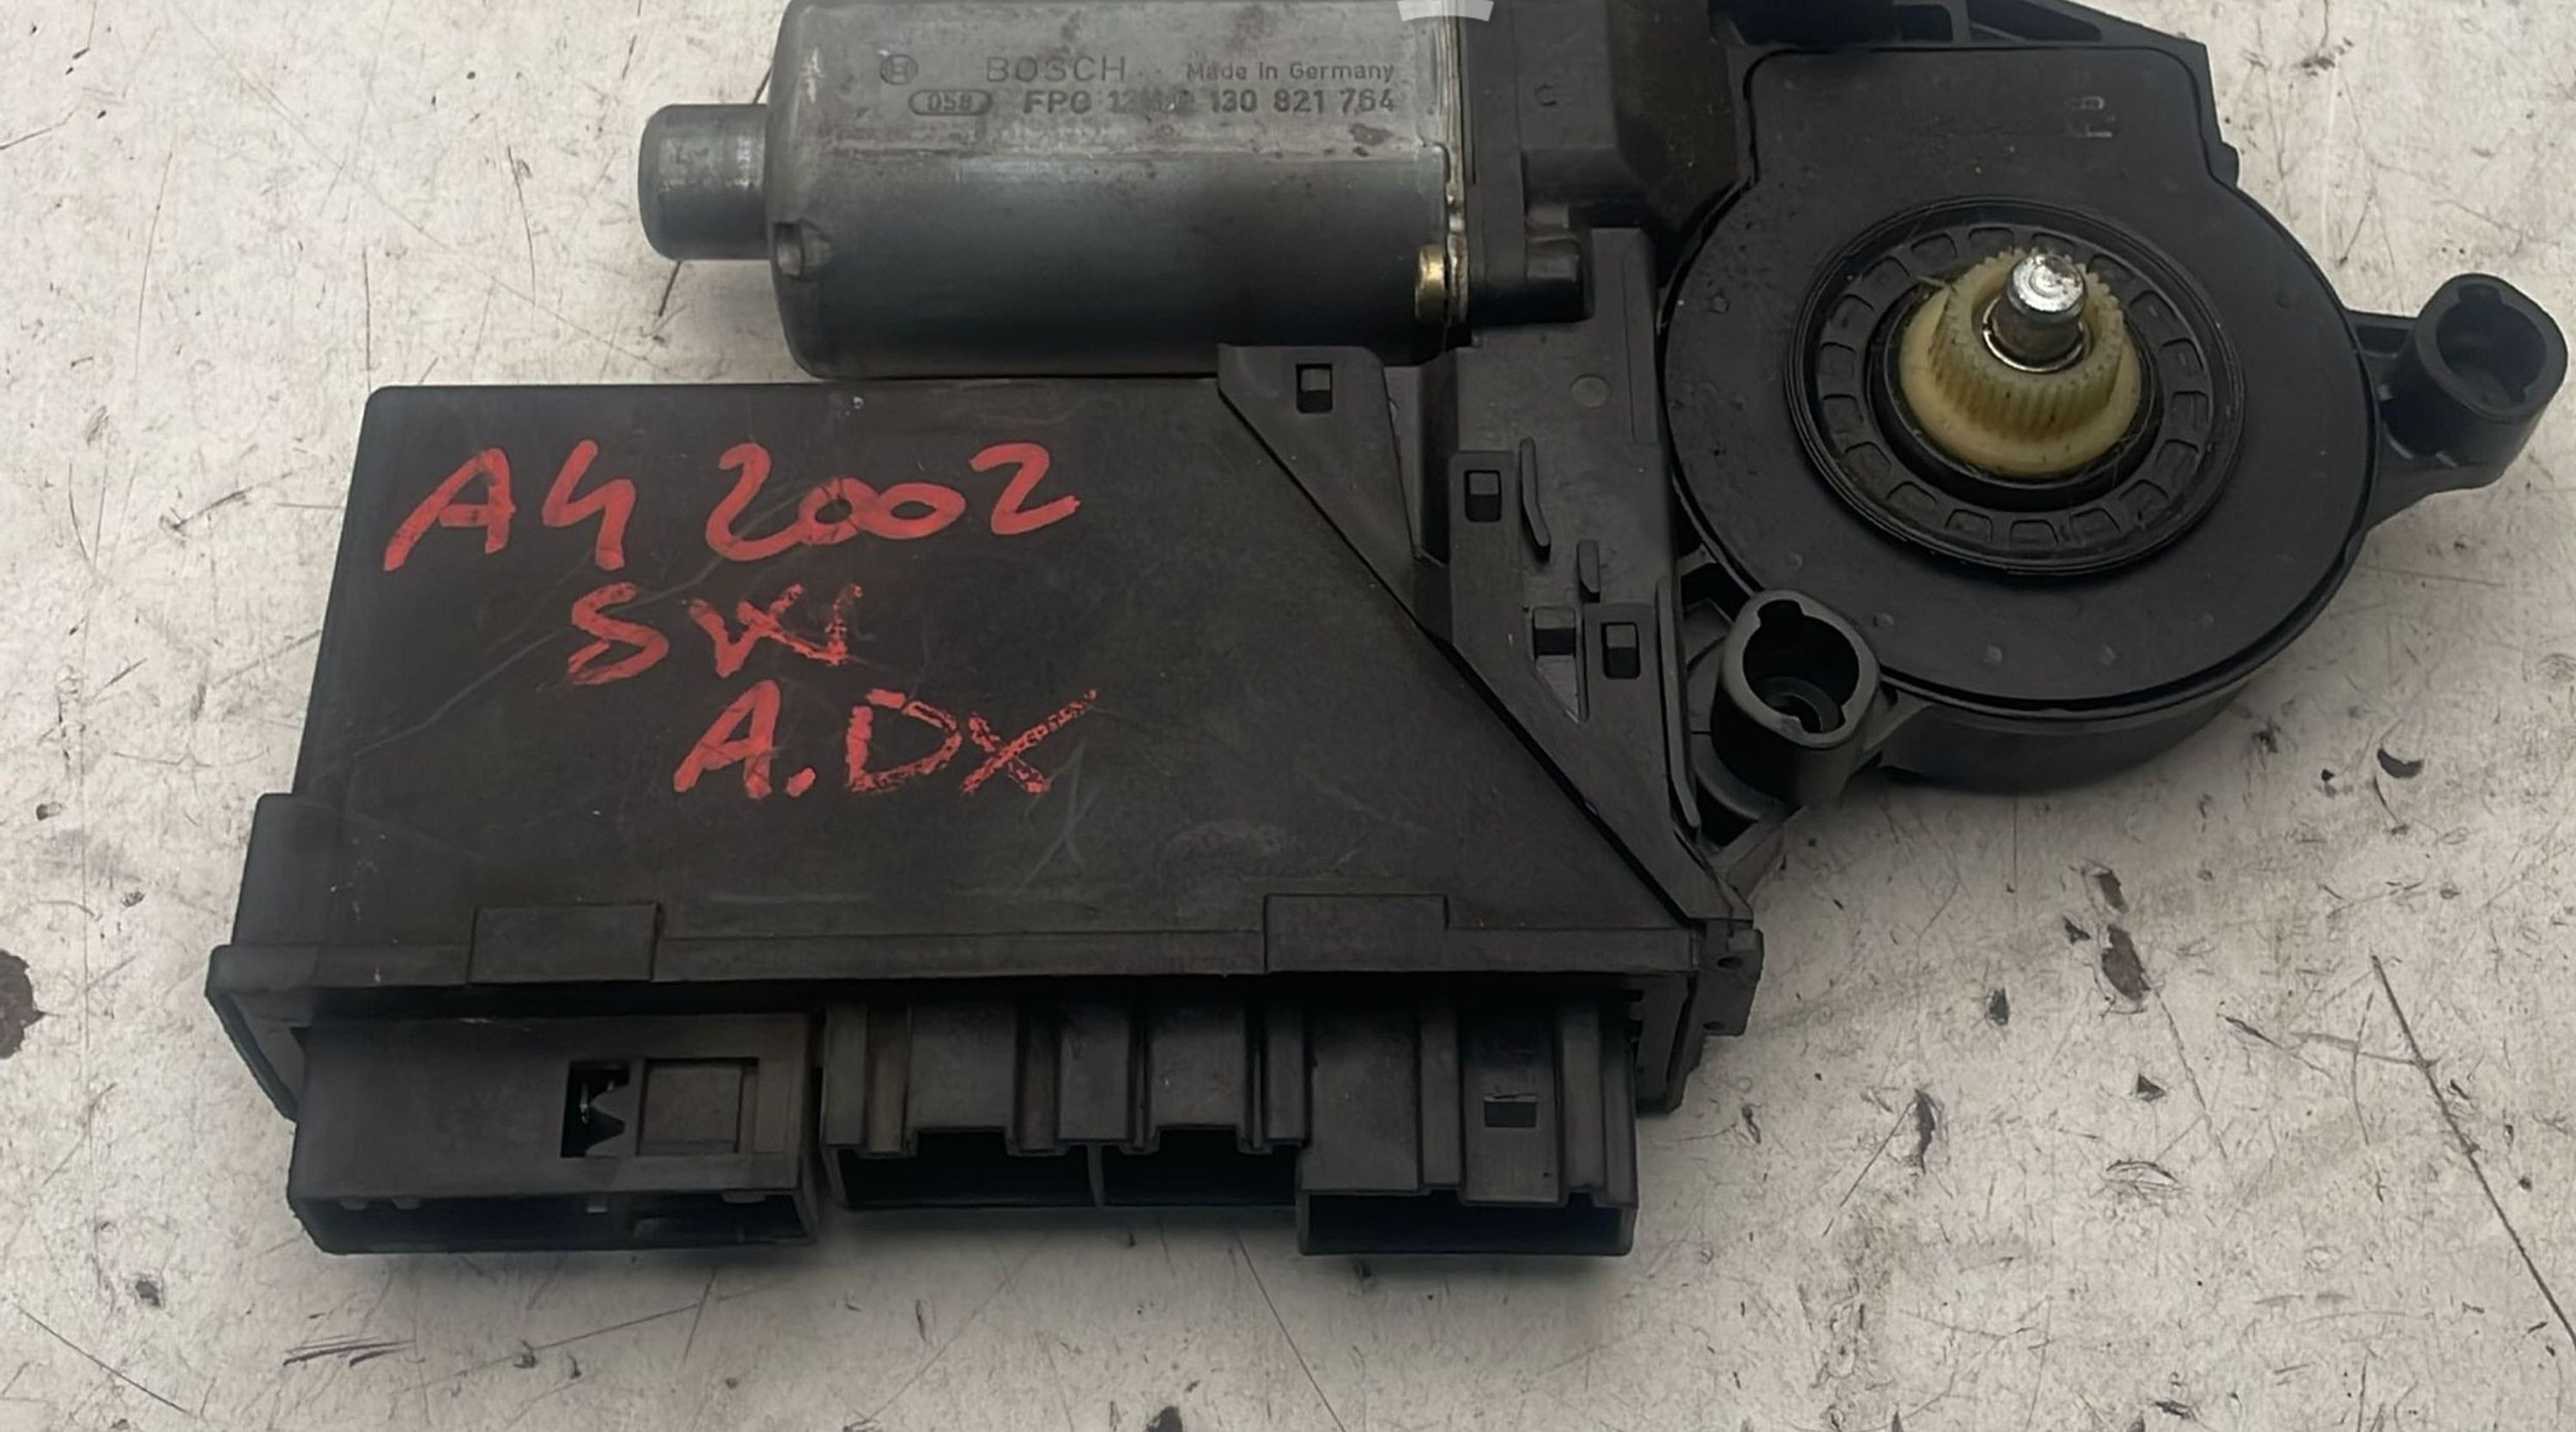 BOSCH Made in Germany
058 FPG 130 821 764
A4 2002
SW
A.DX